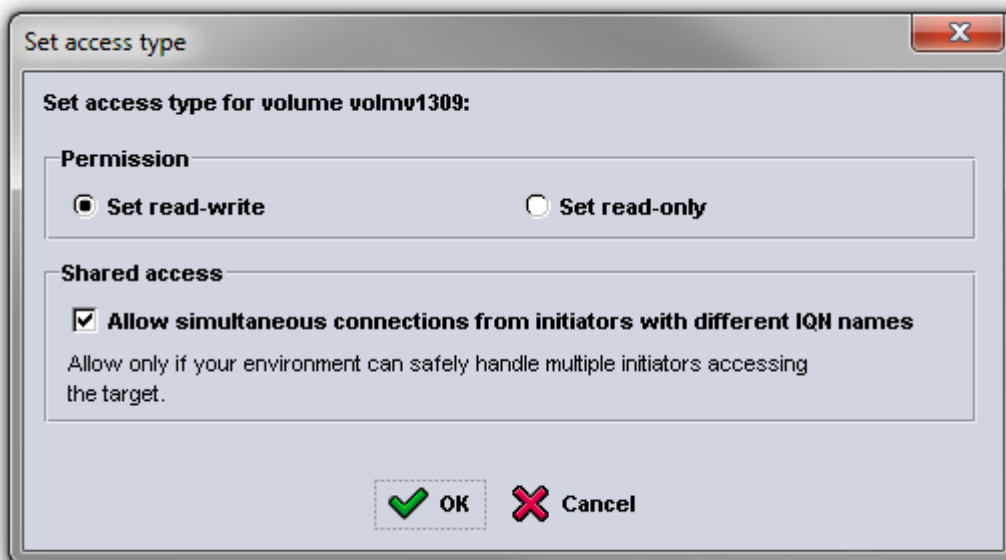 Set access type
Set access type for volume volmv1309:
Permission
Set read-write
Set read-only
Shared access
Allow simultaneous connections from initiators with different IQN names
Allow only if your environment can safely handle multiple initiators accessing
the target.
OK
Cancel